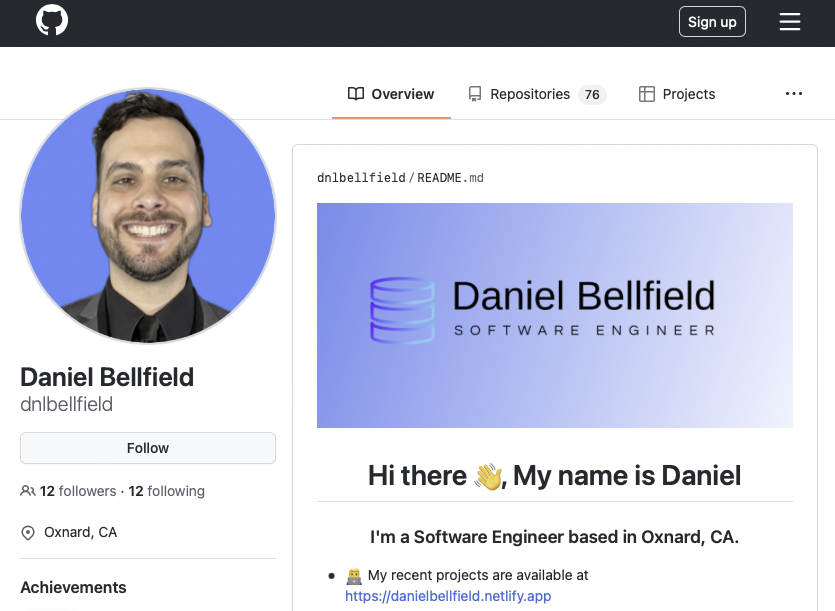 Sign up
Overview
Repositories 76
Projects
dnlbellfield/README.md
Daniel Bellfield
SOFTWARE ENGINEER
Daniel Bellfield
dnlbellfield
Follow
12 followers · 12 following
Oxnard, CA
Achievements
Hi there 👋, My name is Daniel
I'm a Software Engineer based in Oxnard, CA.
• 👨‍💻 My recent projects are available at
https://danielbellfield.netlify.app